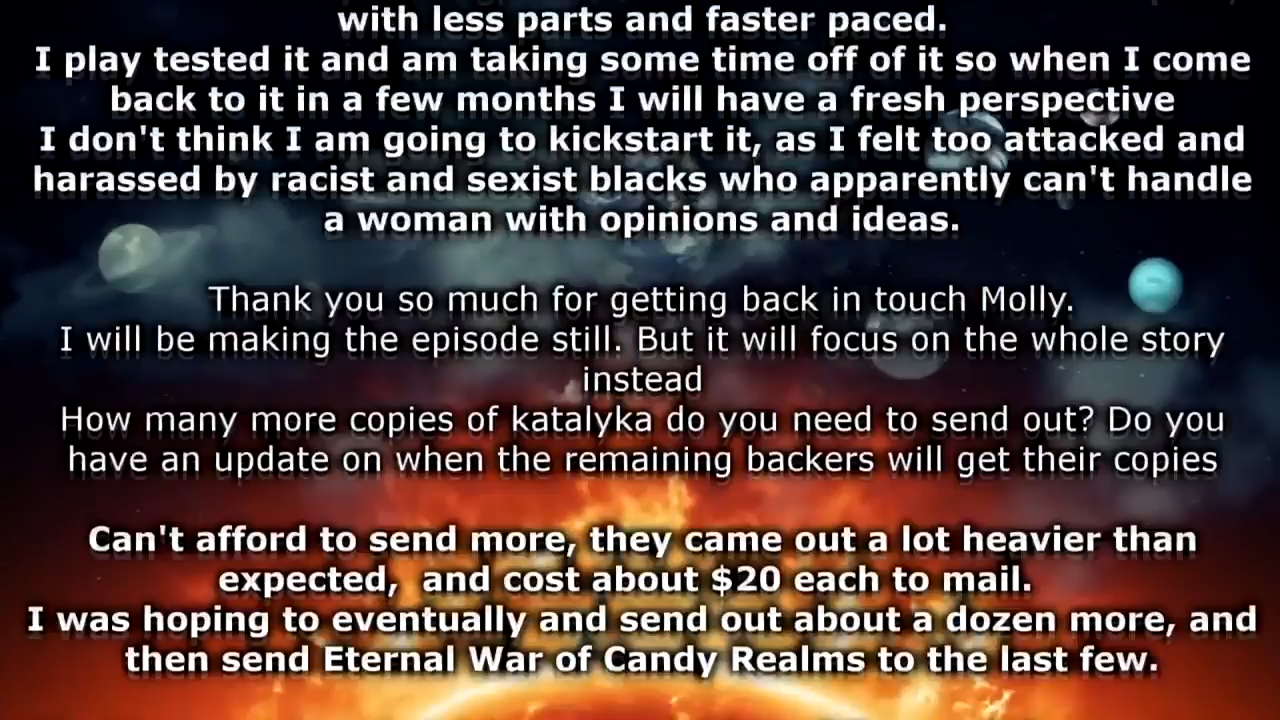 with less parts and faster paced.
I play tested it and am taking some time off of it so when I come
back to it in a few months I will have a fresh perspective
I don't think I am going to kickstart it, as I felt too attacked and
harassed by racist and sexist blacks who apparently can't handle
a woman with opinions and ideas.
Thank you so much for getting back in touch Molly.
I will be making the episode still. But it will focus on the whole story
instead
How many more copies of katalyka do you need to send out? Do you
have an update on when the remaining backers will get their copies
Can't afford to send more, they came out a lot heavier than
expected,  and cost about $20 each to mail.
I was hoping to eventually and send out about a dozen more, and
then send Eternal War of Candy Realms to the last few.